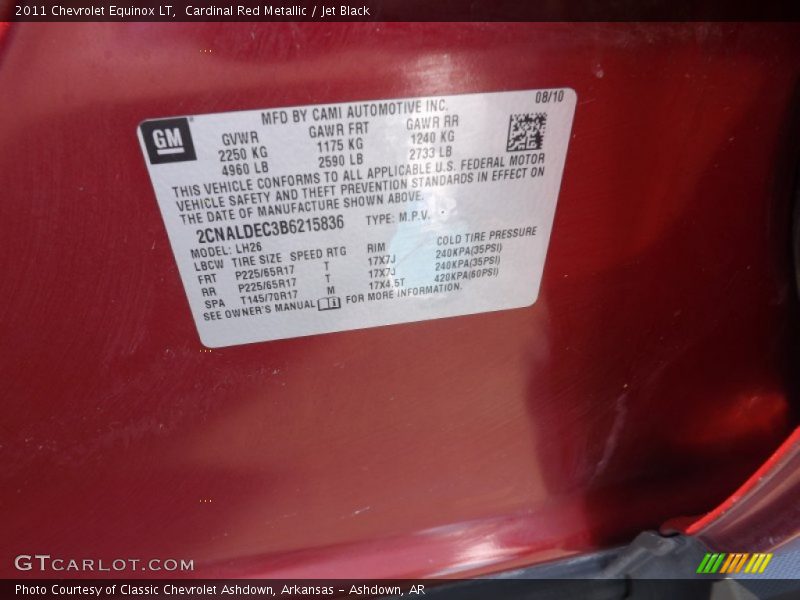 2011 Chevrolet Equinox LT,  Cardinal Red Metallic / Jet Black
08/10
MFD BY CAMI AUTOMOTIVE INC.
GM
GVWR GAWR FRT GAWR RR
2250 KG 1175 KG 1240 KG
4960 LB 2590 LB 2733 LB
THIS VEHICLE CONFORMS TO ALL APPLICABLE U.S. FEDERAL MOTOR
VEHICLE SAFETY AND THEFT PREVENTION STANDARDS IN EFFECT ON
THE DATE OF MANUFACTURE SHOWN ABOVE.
2CNALDEC3B6215836 TYPE: M.P.V.
MODEL: LH26
LBCW TIRE SIZE SPEED RTG RIM COLD TIRE PRESSURE
FRT P225/65R17 T 17X7J 240KPA(35PSI)
RR P225/65R17 T 17X7J 240KPA(35PSI)
SPA T145/70R17 M 17X4.5T 420KPA(60PSI)
SEE OWNER'S MANUAL FOR MORE INFORMATION.
GTCARLOT.COM
Photo Courtesy of Classic Chevrolet Ashdown, Arkansas - Ashdown, AR